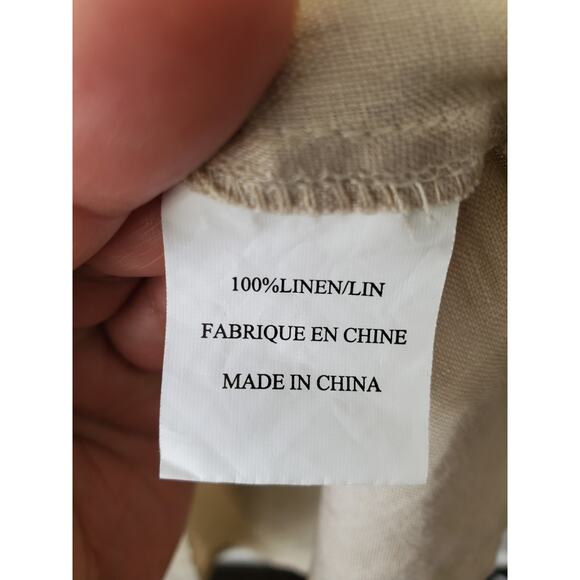 100%LINEN/LIN
FABRIQUE EN CHINE
MADE IN CHINA